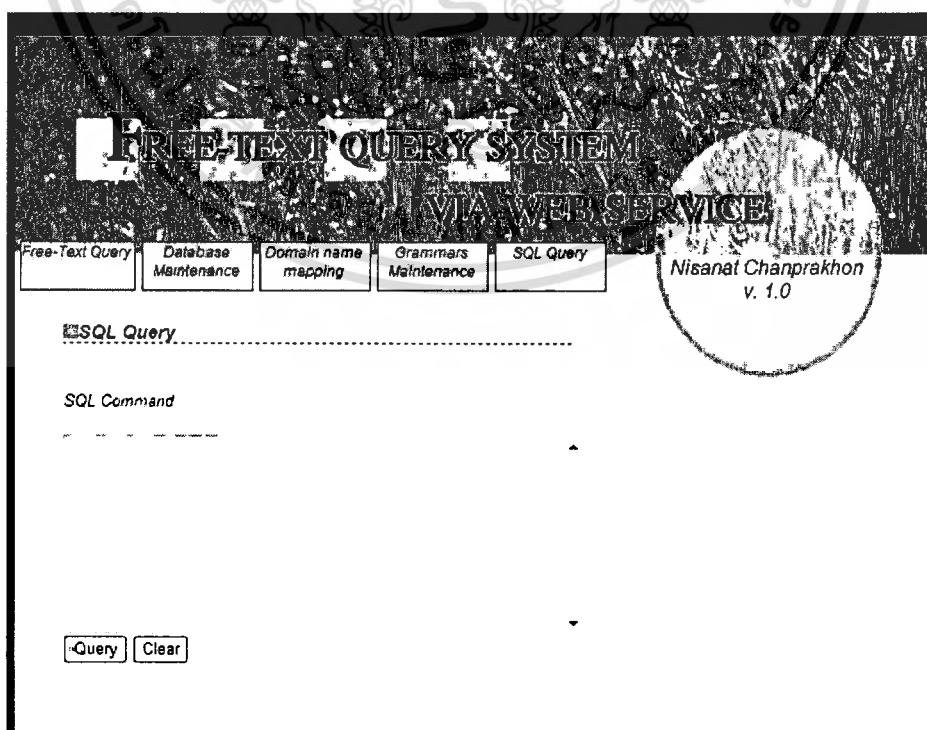 FREE-TEXT QUERY SYSTEM
VIA WEB SERVICE
Free-Text Query
Database
Maintenance
Domain name
mapping
Grammars
Maintenance
SQL Query
Nisanat Chanprakhon
v. 1.0
SQL Query
SQL Command
Query
Clear